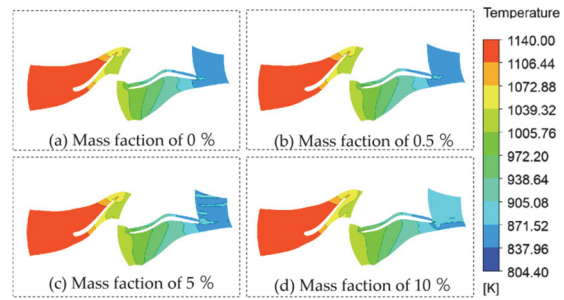 Temperature
1140.00
1106.44
1072.88
1039.32
1005.76
972.20
938.64
905.08
871.52
837.96
804.40
[K]
(a) Mass faction of 0 %
(b) Mass faction of 0.5 %
(c) Mass faction of 5 %
(d) Mass faction of 10 %